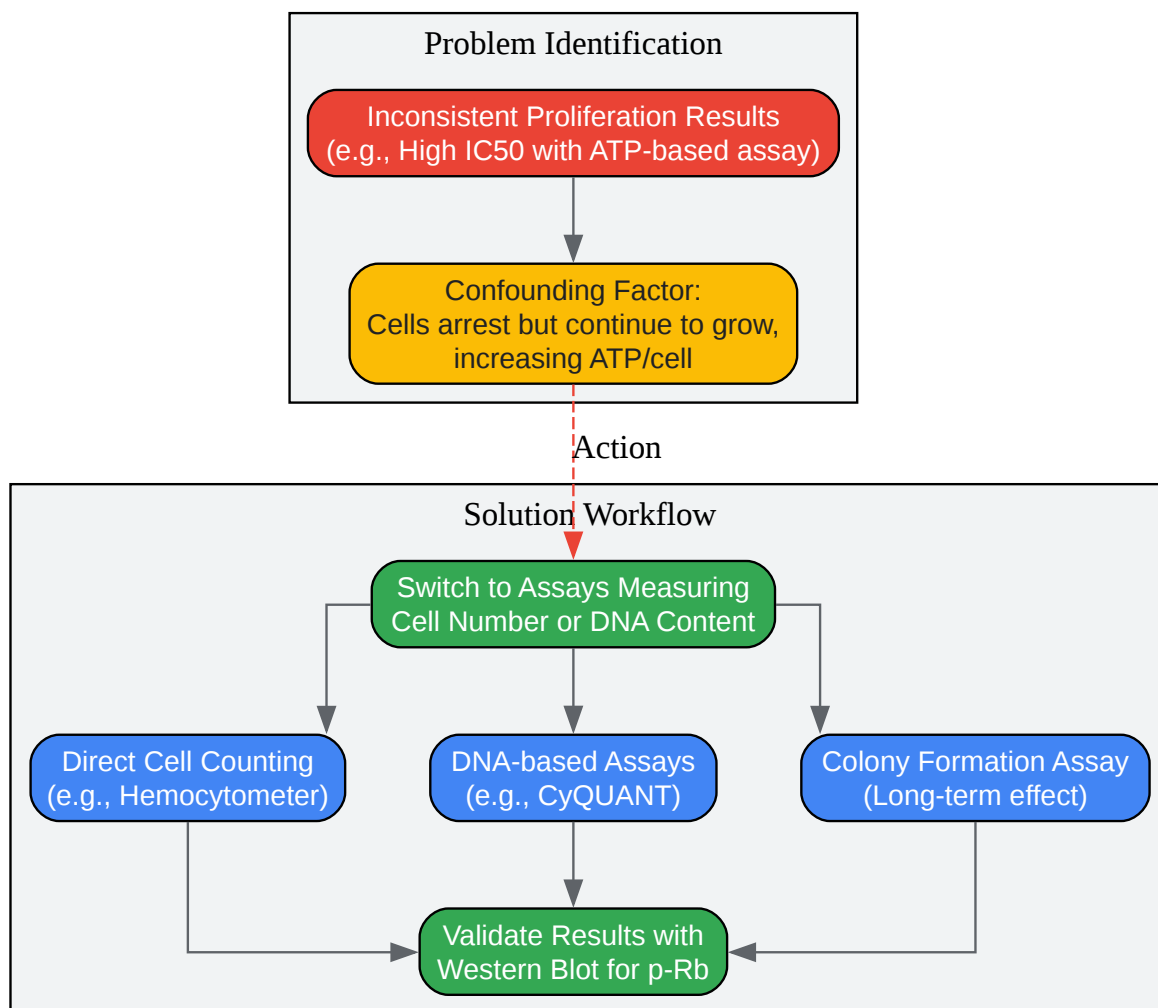 Problem Identification
Inconsistent Proliferation Results
(e.g., High IC50 with ATP-based assay)
Confounding Factor:
Cells arrest but continue to grow,
increasing ATP/cell
Action
Solution Workflow
Switch to Assays Measuring
Cell Number or DNA Content
Direct Cell Counting
(e.g., Hemocytometer)
DNA-based Assays
(e.g., CyQUANT)
Colony Formation Assay
(Long-term effect)
Validate Results with
Western Blot for p-Rb